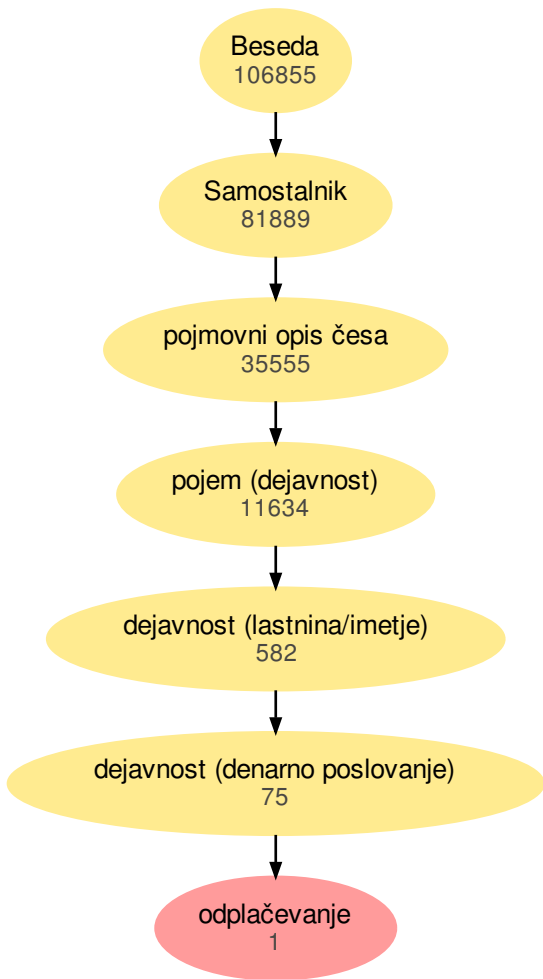 Beseda
106855
Samostalnik
81889
pojmovni opis česa
35555
pojem (dejavnost)
11634
dejavnost (lastnina/imetje)
582
dejavnost (denarno poslovanje)
75
odplačevanje
1